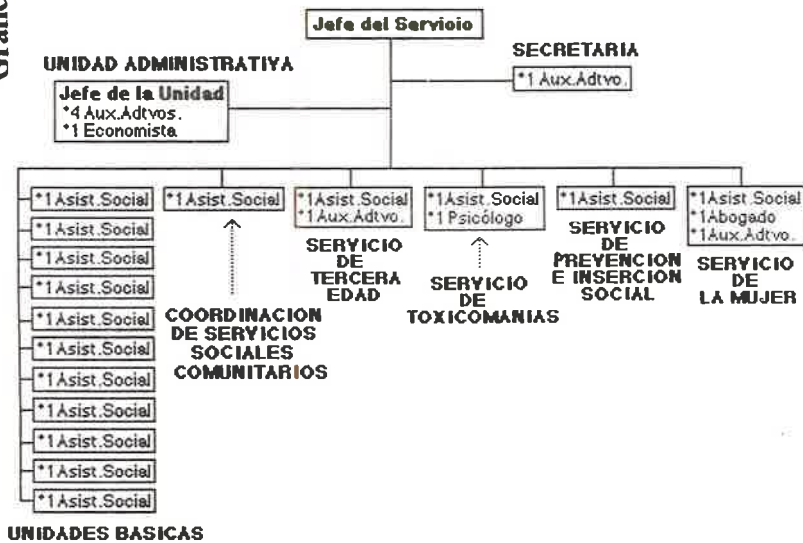 Jefe del Servicio
UNIDAD ADMINISTRATIVA
Jefe de la Unidad
*4 Aux.Adtvos.
*1 Economista
SECRETARIA
*1 Aux.Adtvo.
*1 Asist.Social
*1 Asist.Social
*1 Asist.Social
*1 Asist.Social
*1 Asist.Social
*1 Asist.Social
*1 Asist.Social
*1 Asist.Social
*1 Asist.Social
*1 Asist.Social
*1 Asist.Social
UNIDADES BASICAS
*1 Asist.Social
COORDINACION
DE SERVICIOS
SOCIALES
COMUNITARIOS
*1 Asist.Social
*1 Aux.Adtvo.
SERVICIO
DE
TERCERA
EDAD
*1 Asist.Social
*1 Psicólogo
SERVICIO
DE
TOXICOMANIAS
*1 Asist.Social
SERVICIO
DE
PREVENCION
E INSERCION
SOCIAL
*1 Asist.Social
*1 Abogado
*1 Aux.Adtvo.
SERVICIO
DE
LA MUJER